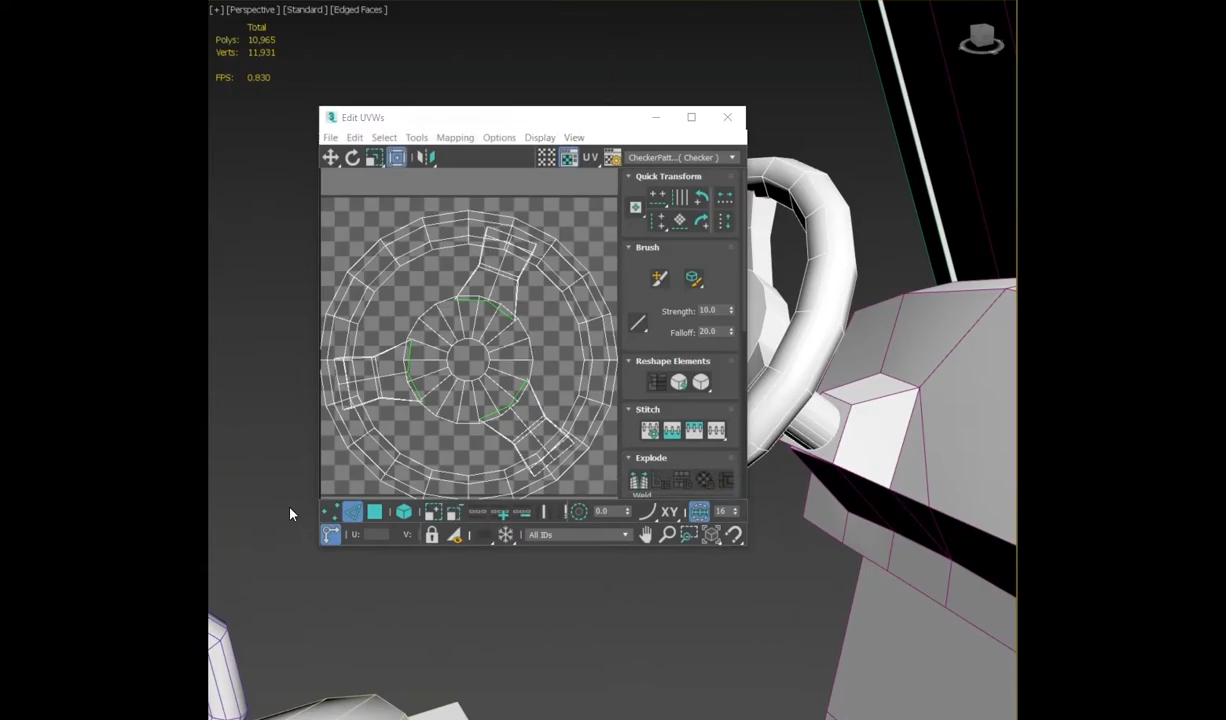 [+] [Perspective] [Standard] [Edged Faces]
Total
Polys: 10,965
Verts: 11,931
FPS: 0.830
Edit UVWs
File Edit Select Tools Mapping Options Display View
UV CheckerPatt...( Checker )
Quick Transform
Brush
Strength: 10.0
Falloff: 20.0
Reshape Elements
Stitch
Explode
Weld
0.0 XY 16
U: V: All IDs